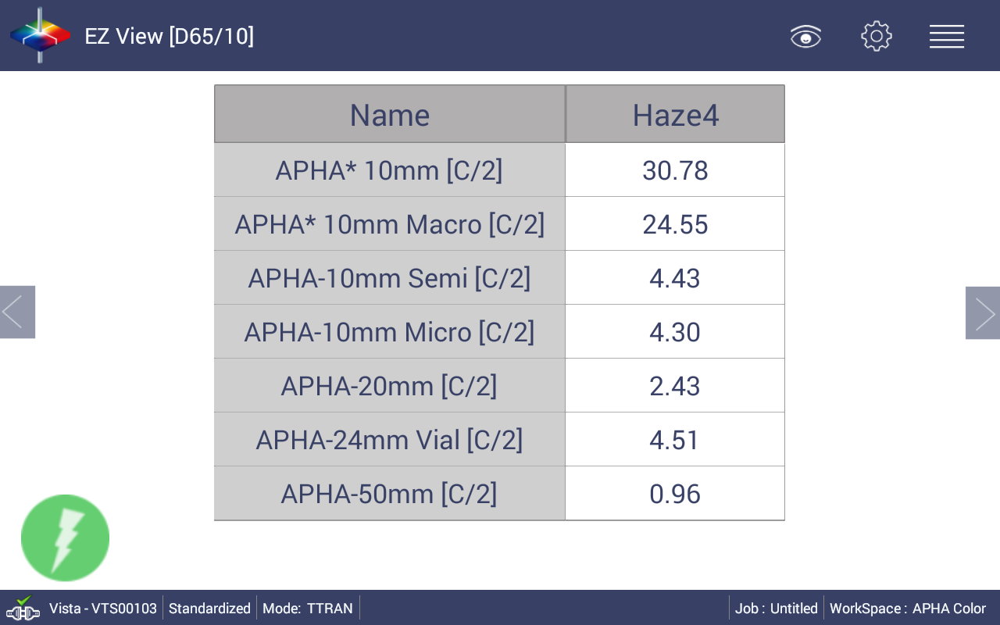 EZ View [D65/10]
Name Haze4
APHA* 10mm [C/2] 30.78
APHA* 10mm Macro [C/2] 24.55
APHA-10mm Semi [C/2] 4.43
APHA-10mm Micro [C/2] 4.30
APHA-20mm [C/2] 2.43
APHA-24mm Vial [C/2] 4.51
APHA-50mm [C/2] 0.96
Vista - VTS00103 Standardized Mode: TTRAN Job : Untitled WorkSpace : APHA Color